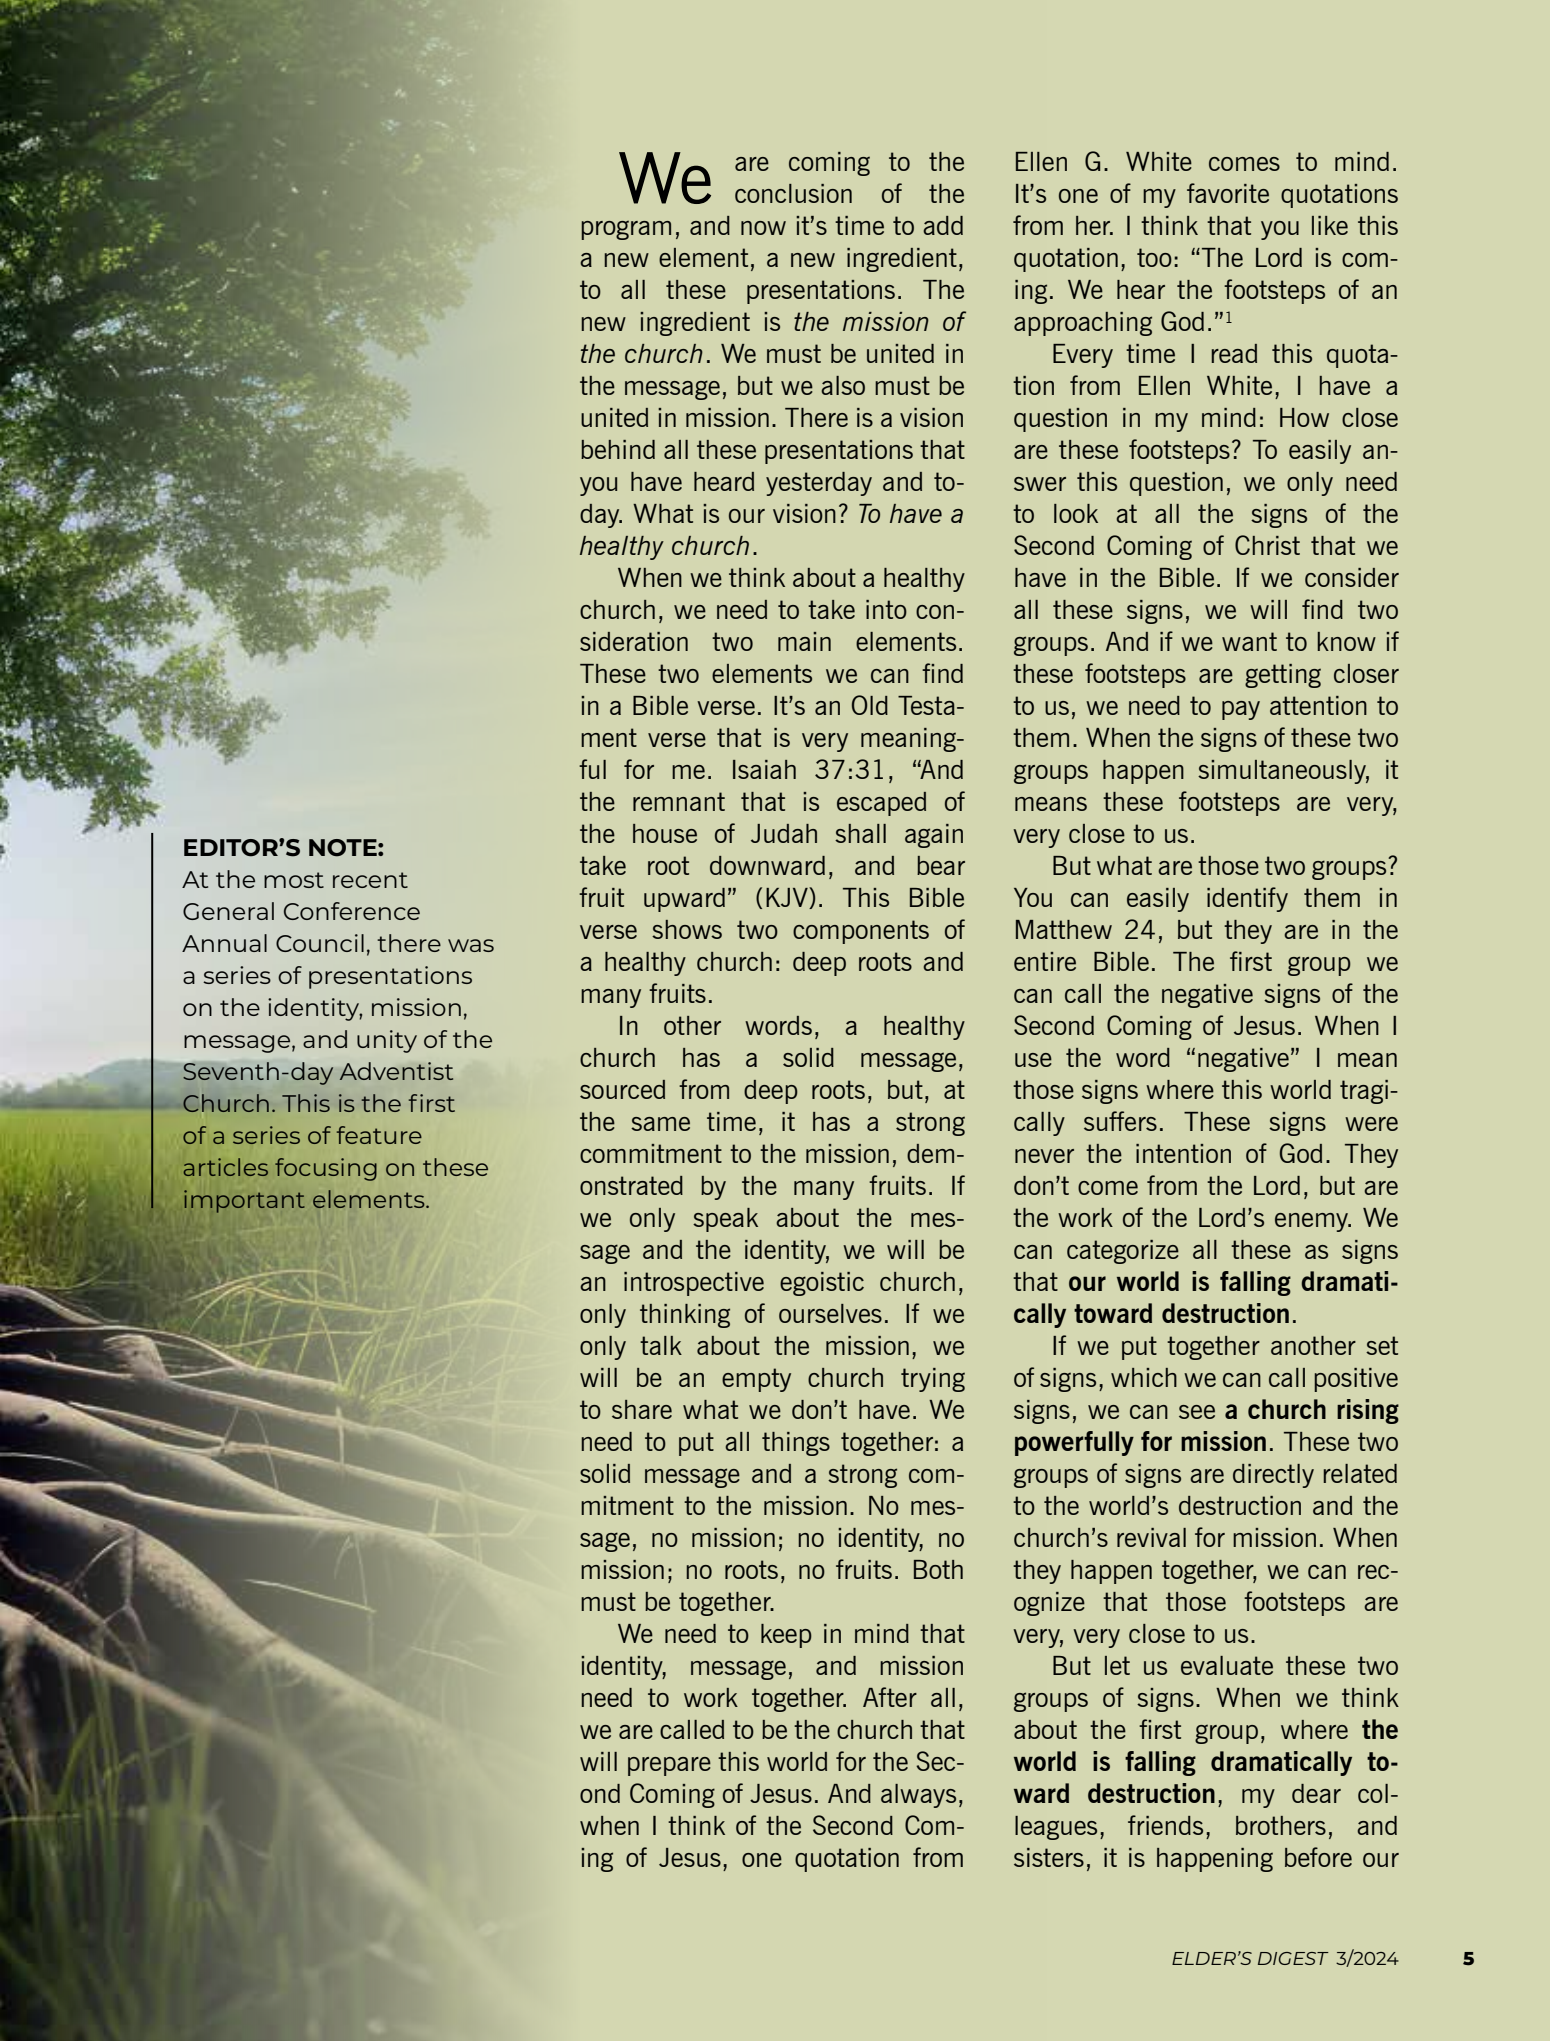 EDITOR’S NOTE:
At the most recent
General Conference
Annual Council, there was
a series of presentations
on the identity, mission,
message, and unity of the
Seventh-day Adventist
Church. This is the first
of a series of feature
articles focusing on these
important elements.
We are coming to the
conclusion of the
program, and now it’s time to add
a new element, a new ingredient,
to all these presentations. The
new ingredient is the mission of
the church. We must be united in
the message, but we also must be
united in mission. There is a vision
behind all these presentations that
you have heard yesterday and to-
day. What is our vision? To have a
healthy church.
When we think about a healthy
church, we need to take into con-
sideration two main elements.
These two elements we can find
in a Bible verse. It’s an Old Testa-
ment verse that is very meaning-
ful for me. Isaiah 37:31, “And
the remnant that is escaped of
the house of Judah shall again
take root downward, and bear
fruit upward” (KJV). This Bible
verse shows two components of
a healthy church: deep roots and
many fruits.
In other words, a healthy
church has a solid message,
sourced from deep roots, but, at
the same time, it has a strong
commitment to the mission, dem-
onstrated by the many fruits. If
we only speak about the mes-
sage and the identity, we will be
an introspective egoistic church,
only thinking of ourselves. If we
only talk about the mission, we
will be an empty church trying
to share what we don’t have. We
need to put all things together: a
solid message and a strong com-
mitment to the mission. No mes-
sage, no mission; no identity, no
mission; no roots, no fruits. Both
must be together.
We need to keep in mind that
identity, message, and mission
need to work together. After all,
we are called to be the church that
will prepare this world for the Sec-
ond Coming of Jesus. And always,
when I think of the Second Com-
ing of Jesus, one quotation from
Ellen G. White comes to mind.
It’s one of my favorite quotations
from her. I think that you like this
quotation, too: “The Lord is com-
ing. We hear the footsteps of an
approaching God.”1
Every time I read this quota-
tion from Ellen White, I have a
question in my mind: How close
are these footsteps? To easily an-
swer this question, we only need
to look at all the signs of the
Second Coming of Christ that we
have in the Bible. If we consider
all these signs, we will find two
groups. And if we want to know if
these footsteps are getting closer
to us, we need to pay attention to
them. When the signs of these two
groups happen simultaneously, it
means these footsteps are very,
very close to us.
But what are those two groups?
You can easily identify them in
Matthew 24, but they are in the
entire Bible. The first group we
can call the negative signs of the
Second Coming of Jesus. When I
use the word “negative” I mean
those signs where this world tragi-
cally suffers. These signs were
never the intention of God. They
don’t come from the Lord, but are
the work of the Lord’s enemy. We
can categorize all these as signs
that our world is falling dramati-
cally toward destruction.
If we put together another set
of signs, which we can call positive
signs, we can see a church rising
powerfully for mission. These two
groups of signs are directly related
to the world’s destruction and the
church’s revival for mission. When
they happen together, we can rec-
ognize that those footsteps are
very, very close to us.
But let us evaluate these two
groups of signs. When we think
about the first group, where the
world is falling dramatically to-
ward destruction, my dear col-
leagues, friends, brothers, and
sisters, it is happening before our
ELDER’S DIGEST 3/2024 5